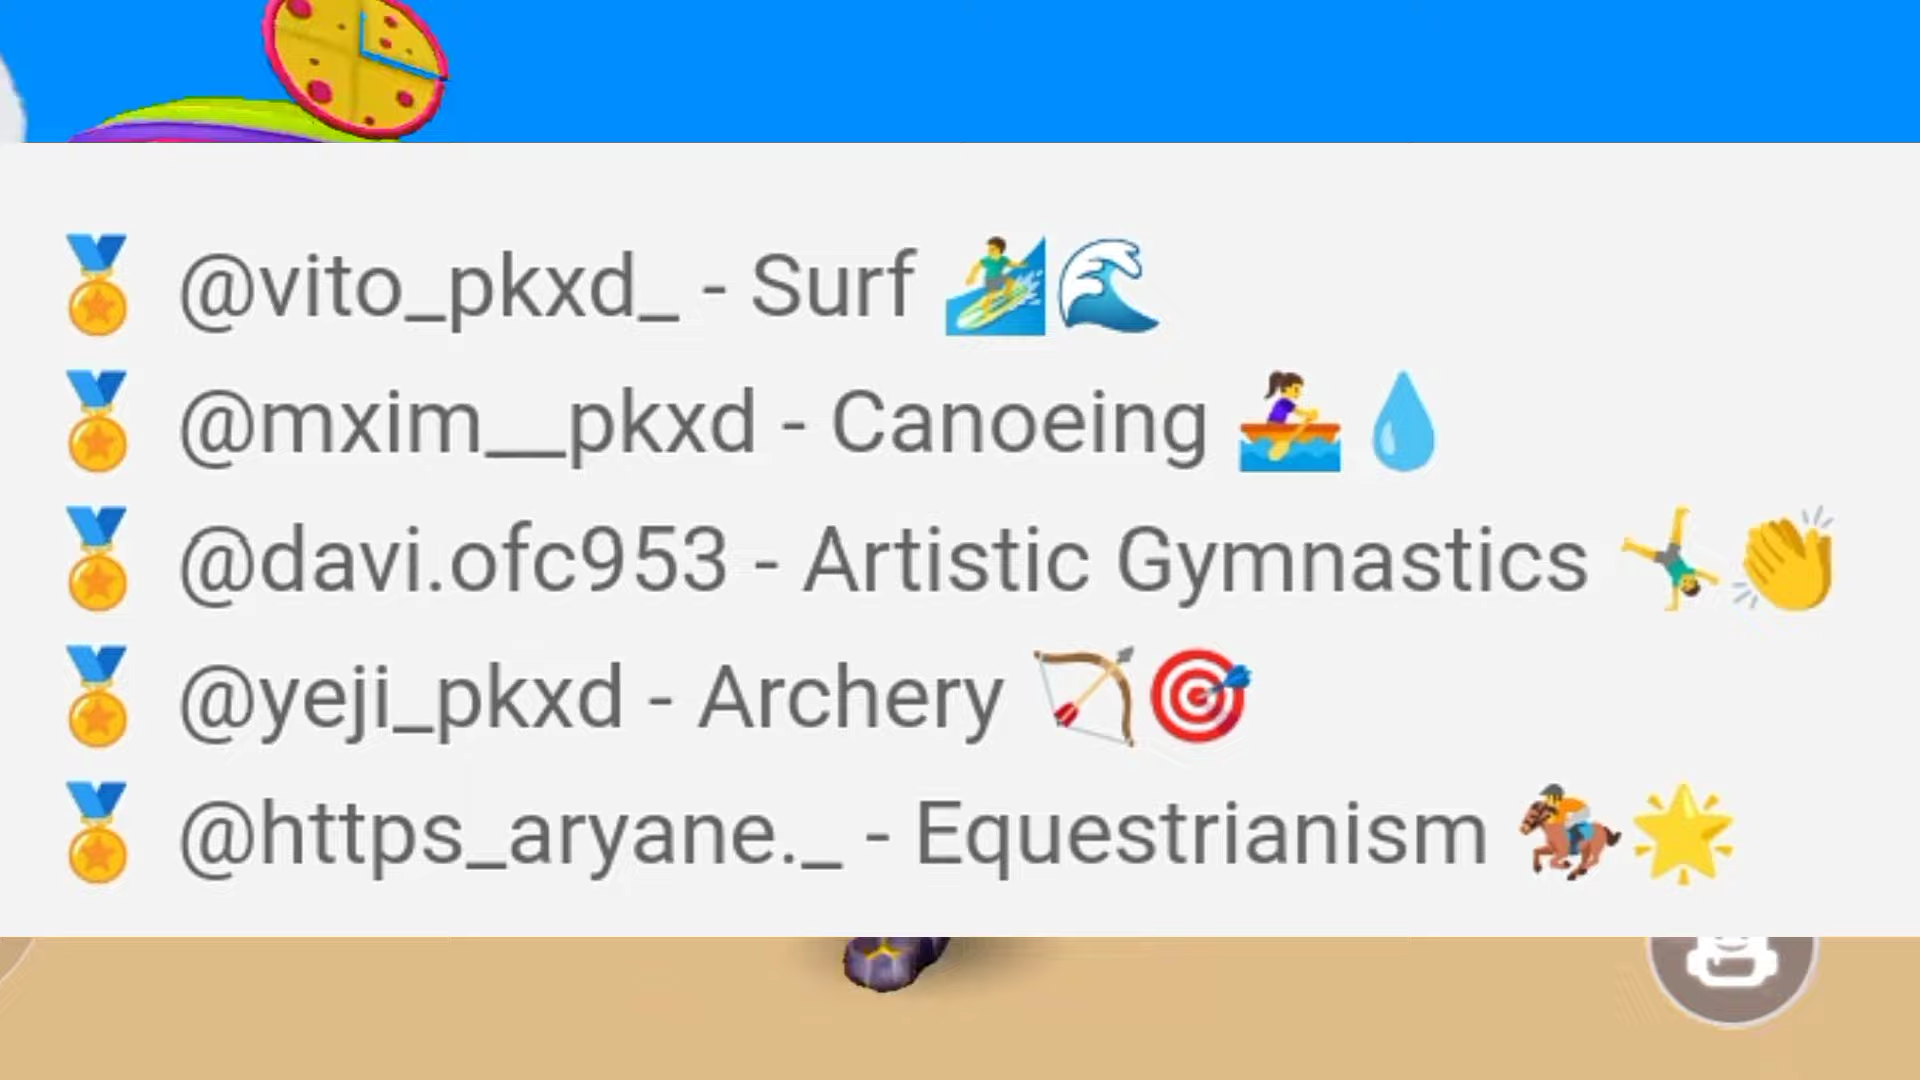 🏅 @vito_pkxd_ - Surf 🏄‍♂️🌊
🏅 @mxim__pkxd - Canoeing 🚣‍♀️💧
🏅 @davi.ofc953 - Artistic Gymnastics 🤸‍♂️👏
🏅 @yeji_pkxd - Archery 🏹🎯
🏅 @https_aryane._ - Equestrianism 🏇🌟